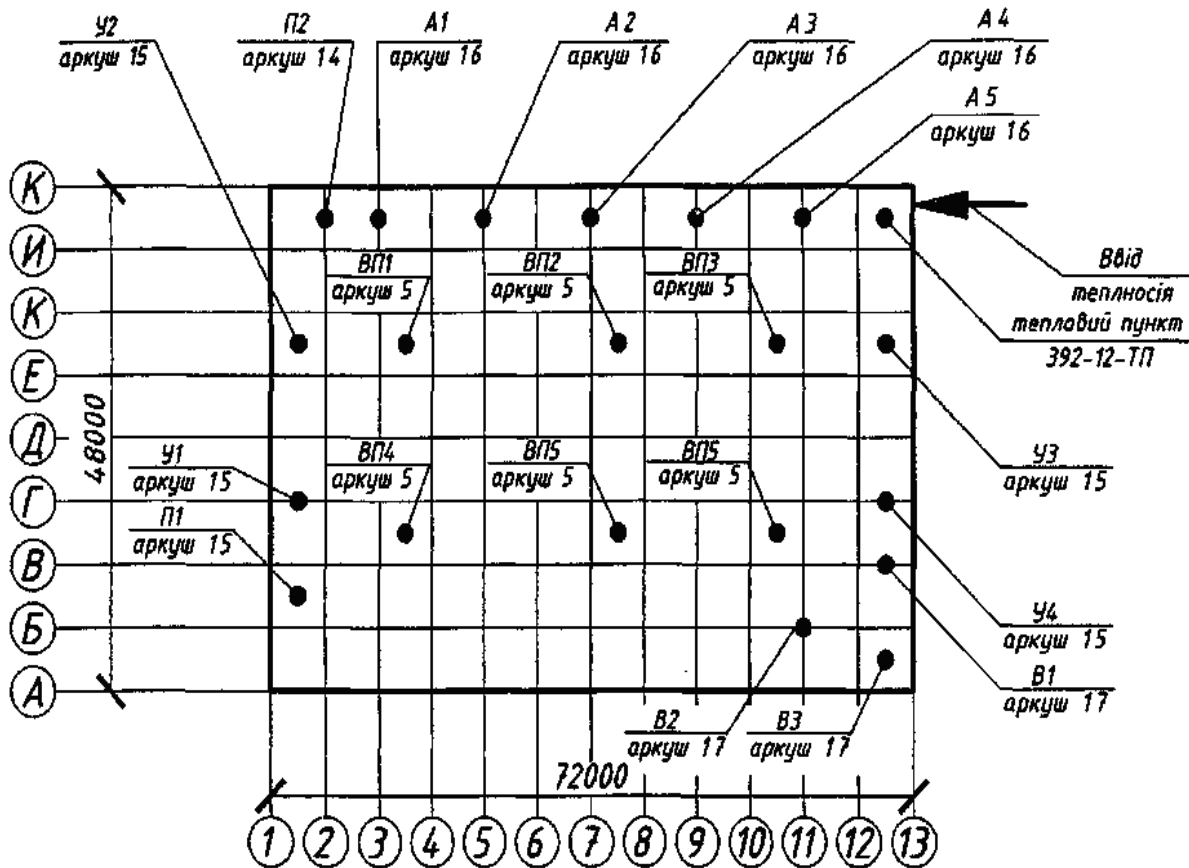 У2
аркуш 15
П2
аркуш 14
А1
аркуш 16
А 2
аркуш 16
А 3
аркуш 16
А 4
аркуш 16
А 5
аркуш 16
К
И
К
Е
Д
Г
В
Б
А
48000
ВП1
аркуш 5
ВП2
аркуш 5
ВП3
аркуш 5
Ввід
теплносія
тепловий пункт
392-12-ТП
У1
аркуш 15
П1
аркуш 15
ВП4
аркуш 5
ВП5
аркуш 5
ВП5
аркуш 5
У3
аркуш 15
У4
аркуш 15
В1
аркуш 17
В2
аркуш 17
В3
аркуш 17
72000
1 2 3 4 5 6 7 8 9 10 11 12 13